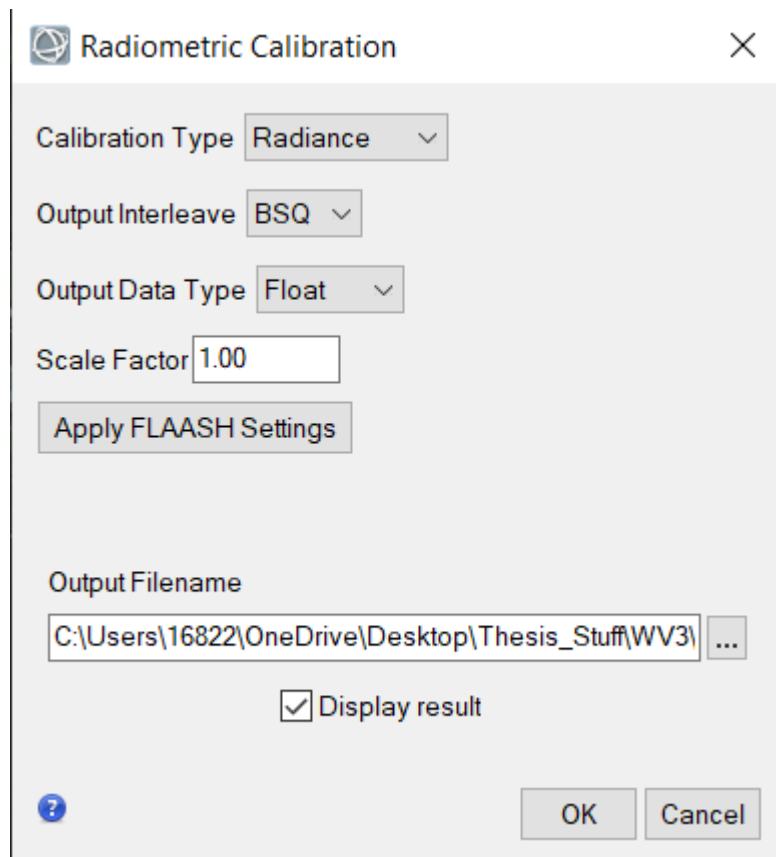 Radiometric Calibration
Calibration Type Radiance
Output Interleave BSQ
Output Data Type Float
Scale Factor 1.00
Apply FLAASH Settings
Output Filename
C:\Users\16822\OneDrive\Desktop\Thesis_Stuff\WV3\ ...
Display result
? OK Cancel